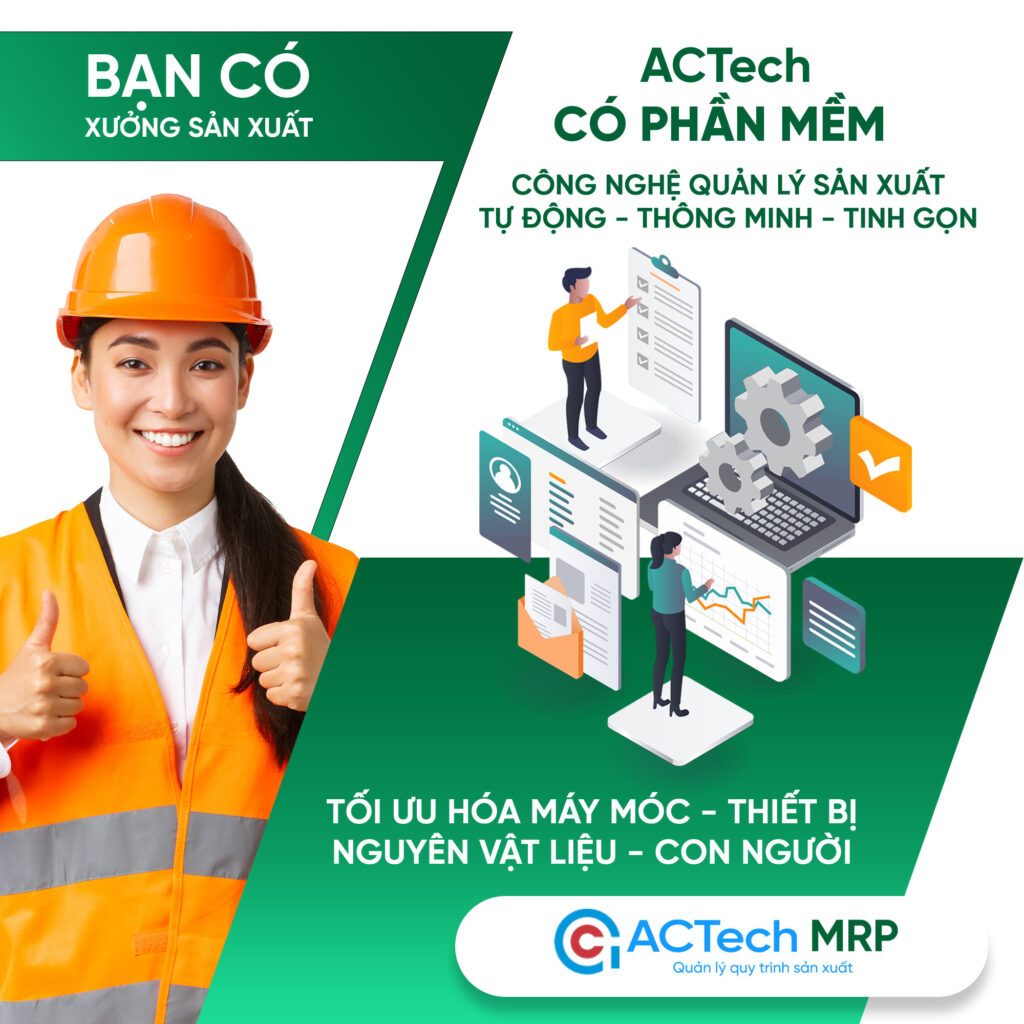 BẠN CÓ
XƯỞNG SẢN XUẤT
ACTech
CÓ PHẦN MỀM
CÔNG NGHỆ QUẢN LÝ SẢN XUẤT
TỰ ĐỘNG - THÔNG MINH - TINH GỌN
TỐI ƯU HÓA MÁY MÓC - THIẾT BỊ
NGUYÊN VẬT LIỆU - CON NGƯỜI
ACTech MRP
Quản lý quy trình sản xuất